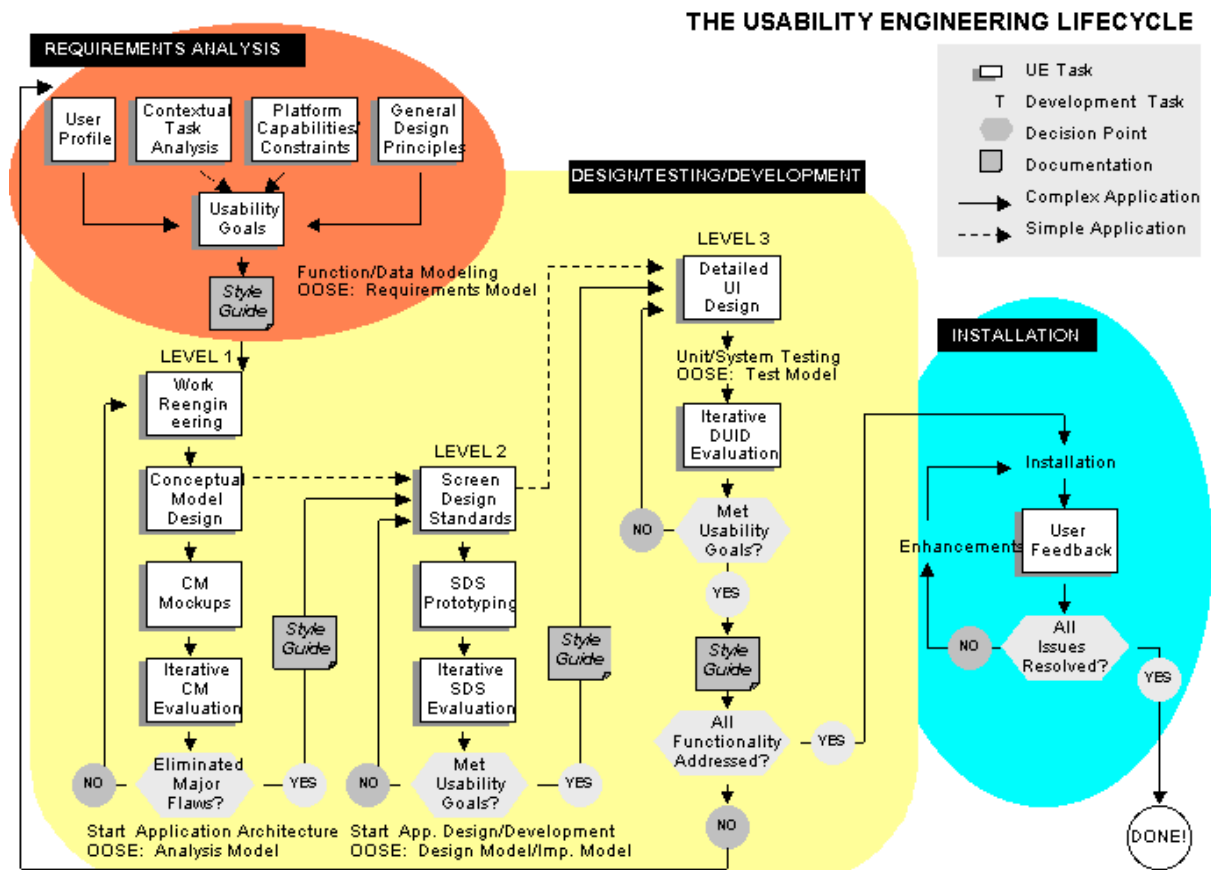 THE USABILITY ENGINEERING LIFECYCLE
REQUIREMENTS ANALYSIS
User
Profile
Contextual
Task
Analysis
Platform
Capabilities/
Constraints
General
Design
Principles
Usability
Goals
Style
Guide
Function/Data Modeling
OOSE: Requirements Model
UE Task
T Development Task
Decision Point
Documentation
Complex Application
Simple Application
DESIGN/TESTING/DEVELOPMENT
LEVEL 1
Work
Reengin
eering
Conceptual
Model
Design
CM
Mockups
Iterative
CM
Evaluation
Eliminated
Major
Flaws?
NO
YES
Start Application Architecture
OOSE: Analysis Model
Style
Guide
LEVEL 2
Screen
Design
Standards
SDS
Prototyping
Iterative
SDS
Evaluation
Met
Usability
Goals?
NO
YES
Start App. Design/Development
OOSE: Design Model/Imp. Model
Style
Guide
LEVEL 3
Detailed
UI
Design
Unit/System Testing
OOSE: Test Model
Iterative
DUID
Evaluation
Met
Usability
Goals?
NO
YES
Style
Guide
All
Functionality
Addressed?
YES
NO
INSTALLATION
Installation
User
Feedback
Enhancements
All
Issues
Resolved?
NO
YES
DONE!